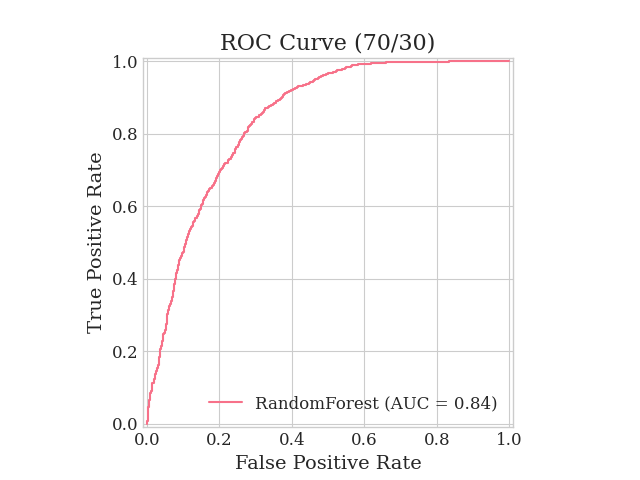 ROC Curve (70/30)
True Positive Rate
1.0
0.8
0.6
0.4
0.2
0.0
RandomForest (AUC = 0.84)
0.0 0.2 0.4 0.6 0.8 1.0
False Positive Rate